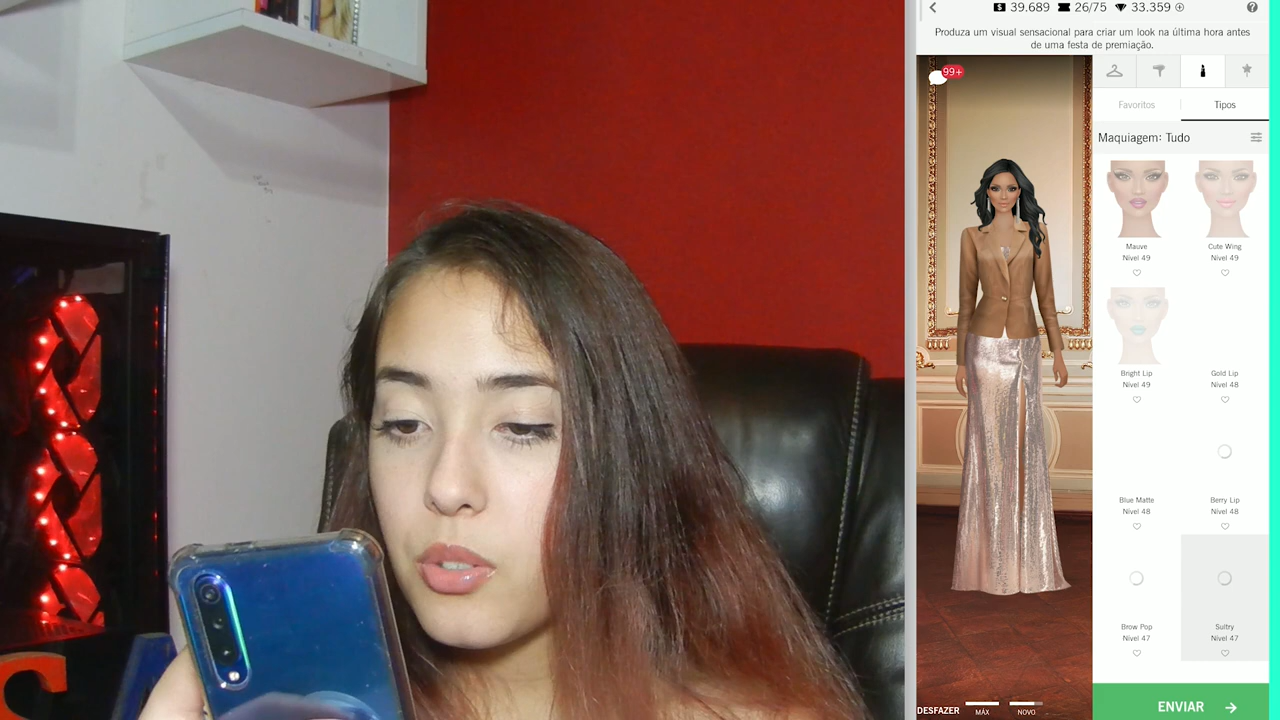 39.689 26/75 33.359
Produza um visual sensacional para criar um look na última hora antes
de uma festa de premiação.
99+
Favoritos Tipos
Maquiagem: Tudo
Mauve
Nível 49
Cute Wing
Nível 49
Bright Lip
Nível 49
Gold Lip
Nível 48
Blue Matte
Nível 48
Berry Lip
Nível 48
Brow Pop
Nível 47
Sultry
Nível 47
DESFAZER
MÁX
NOVO
ENVIAR